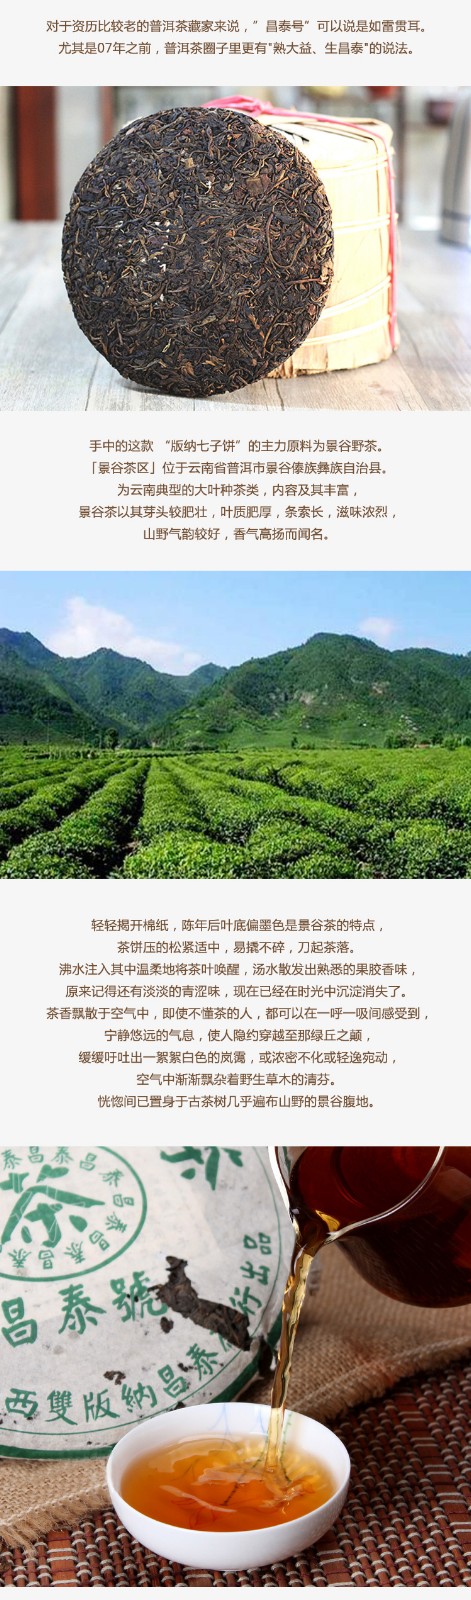 对于资历比较老的普洱茶藏家来说，”昌泰号”可以说是如雷贯耳。
尤其是07年之前，普洱茶圈子里更有"熟大益、生昌泰"的说法。
手中的这款 “版纳七子饼”的主力原料为景谷野茶。
「景谷茶区」位于云南省普洱市景谷傣族彝族自治县。
为云南典型的大叶种茶类，内容及其丰富，
景谷茶以其芽头较肥壮，叶质肥厚，条索长，滋味浓烈，
山野气韵较好，香气高扬而闻名。
轻轻揭开棉纸，陈年后叶底偏墨色是景谷茶的特点，
茶饼压的松紧适中，易撬不碎，刀起茶落。
沸水注入其中温柔地将茶叶唤醒，汤水散发出熟悉的果胶香味，
原来记得还有淡淡的青涩味，现在已经在时光中沉淀消失了。
茶香飘散于空气中，即使不懂茶的人，都可以在一呼一吸间感受到，
宁静悠远的气息，使人隐约穿越至那绿丘之颠，
缓缓吁吐出一絮絮白色的岚霭，或浓密不化或轻逸宛动，
空气中渐渐飘杂着野生草木的清芬。
恍惚间已置身于古茶树几乎遍布山野的景谷腹地。
泰昌泰昌泰
茶
昌泰昌泰
昌泰號
行出品
西雙版納昌泰